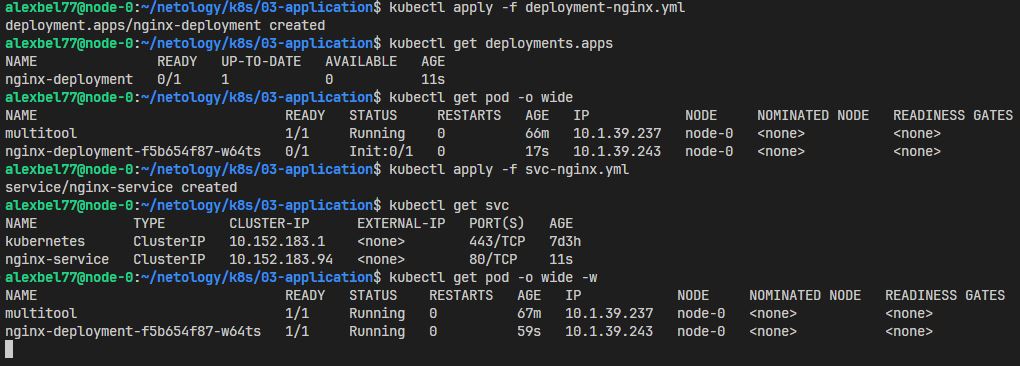 alexbel77@node-0:~/netology/k8s/03-application$ kubectl apply -f deployment-nginx.yml
deployment.apps/nginx-deployment created
alexbel77@node-0:~/netology/k8s/03-application$ kubectl get deployments.apps
NAME               READY   UP-TO-DATE   AVAILABLE   AGE
nginx-deployment   0/1     1            0           11s
alexbel77@node-0:~/netology/k8s/03-application$ kubectl get pod -o wide
NAME                               READY   STATUS     RESTARTS   AGE   IP            NODE     NOMINATED NODE   READINESS GATES
multitool                          1/1     Running    0          66m   10.1.39.237   node-0   <none>           <none>
nginx-deployment-f5b654f87-w64ts   0/1     Init:0/1   0          17s   10.1.39.243   node-0   <none>           <none>
alexbel77@node-0:~/netology/k8s/03-application$ kubectl apply -f svc-nginx.yml
service/nginx-service created
alexbel77@node-0:~/netology/k8s/03-application$ kubectl get svc
NAME            TYPE        CLUSTER-IP      EXTERNAL-IP   PORT(S)   AGE
kubernetes      ClusterIP   10.152.183.1    <none>        443/TCP   7d3h
nginx-service   ClusterIP   10.152.183.94   <none>        80/TCP    11s
alexbel77@node-0:~/netology/k8s/03-application$ kubectl get pod -o wide -w
NAME                               READY   STATUS    RESTARTS   AGE   IP            NODE     NOMINATED NODE   READINESS GATES
multitool                          1/1     Running   0          67m   10.1.39.237   node-0   <none>           <none>
nginx-deployment-f5b654f87-w64ts   1/1     Running   0          59s   10.1.39.243   node-0   <none>           <none>